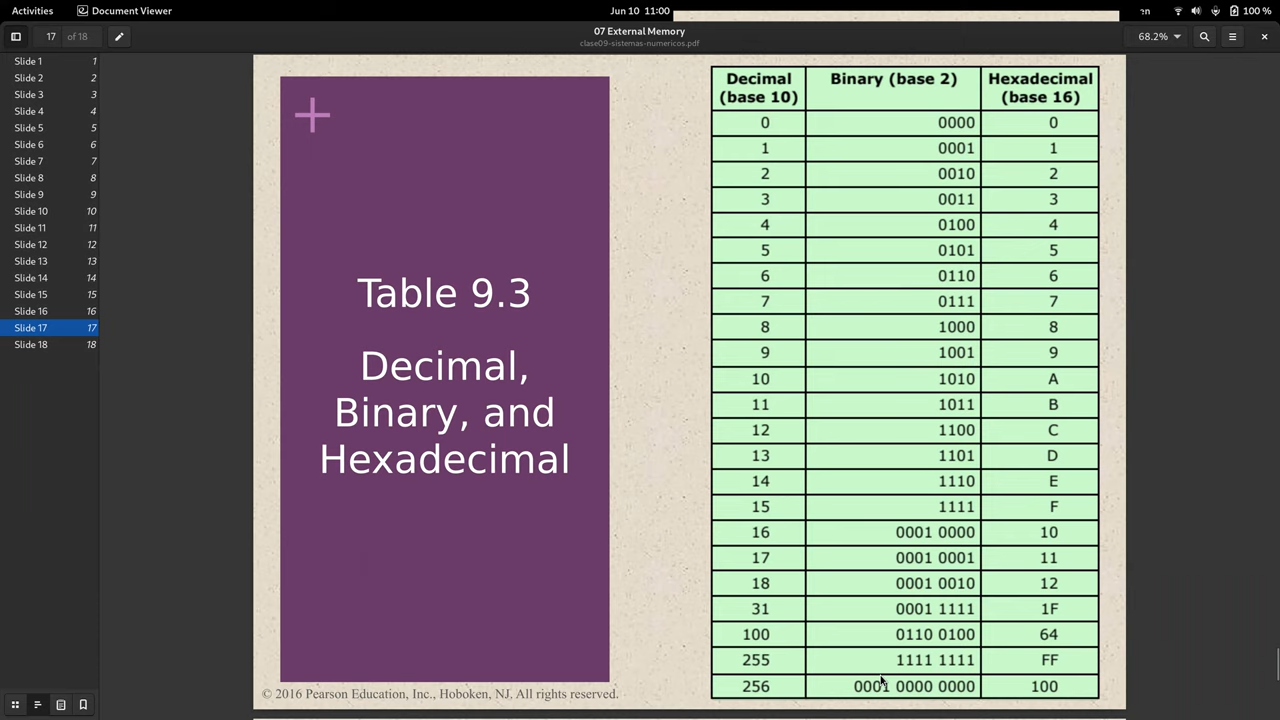 Activities
Document Viewer
Jun 10 11:00
100 %
17 of 18
07 External Memory
clase09-sistemas-numericos.pdf
68.2%
Slide 1 1
Slide 2 2
Slide 3 3
Slide 4 4
Slide 5 5
Slide 6 6
Slide 7 7
Slide 8 8
Slide 9 9
Slide 10 10
Slide 11 11
Slide 12 12
Slide 13 13
Slide 14 14
Slide 15 15
Slide 16 16
Slide 17 17
Slide 18 18
+
Table 9.3
Decimal,
Binary, and
Hexadecimal
© 2016 Pearson Education, Inc., Hoboken, NJ. All rights reserved.
Decimal (base 10) Binary (base 2) Hexadecimal (base 16)
0 0000 0
1 0001 1
2 0010 2
3 0011 3
4 0100 4
5 0101 5
6 0110 6
7 0111 7
8 1000 8
9 1001 9
10 1010 A
11 1011 B
12 1100 C
13 1101 D
14 1110 E
15 1111 F
16 0001 0000 10
17 0001 0001 11
18 0001 0010 12
31 0001 1111 1F
100 0110 0100 64
255 1111 1111 FF
256 0001 0000 0000 100